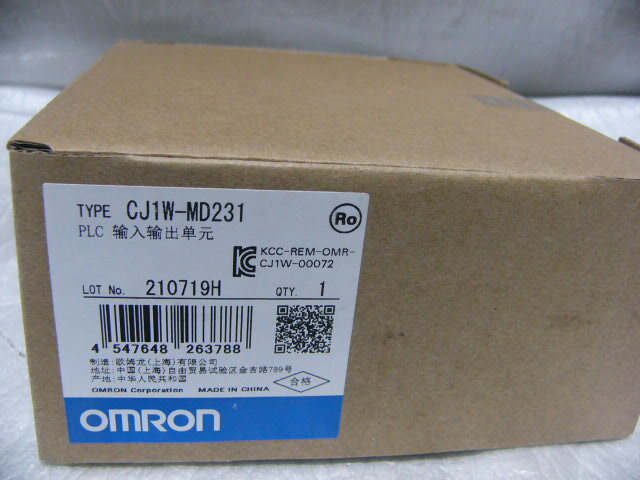 TYPE CJ1W-MD231
PLC 输入输出单元
Ro
KCC-REM-OMR-
CJ1W-00072
LOT No. 210719H QTY. 1
4 547648 263788
制造:欧姆龙(上海)有限公司
地址:中国(上海)自由贸易试验区金吉路789号
产地:中华人民共和国
合格
OMRON Corporation MADE IN CHINA
OMRON